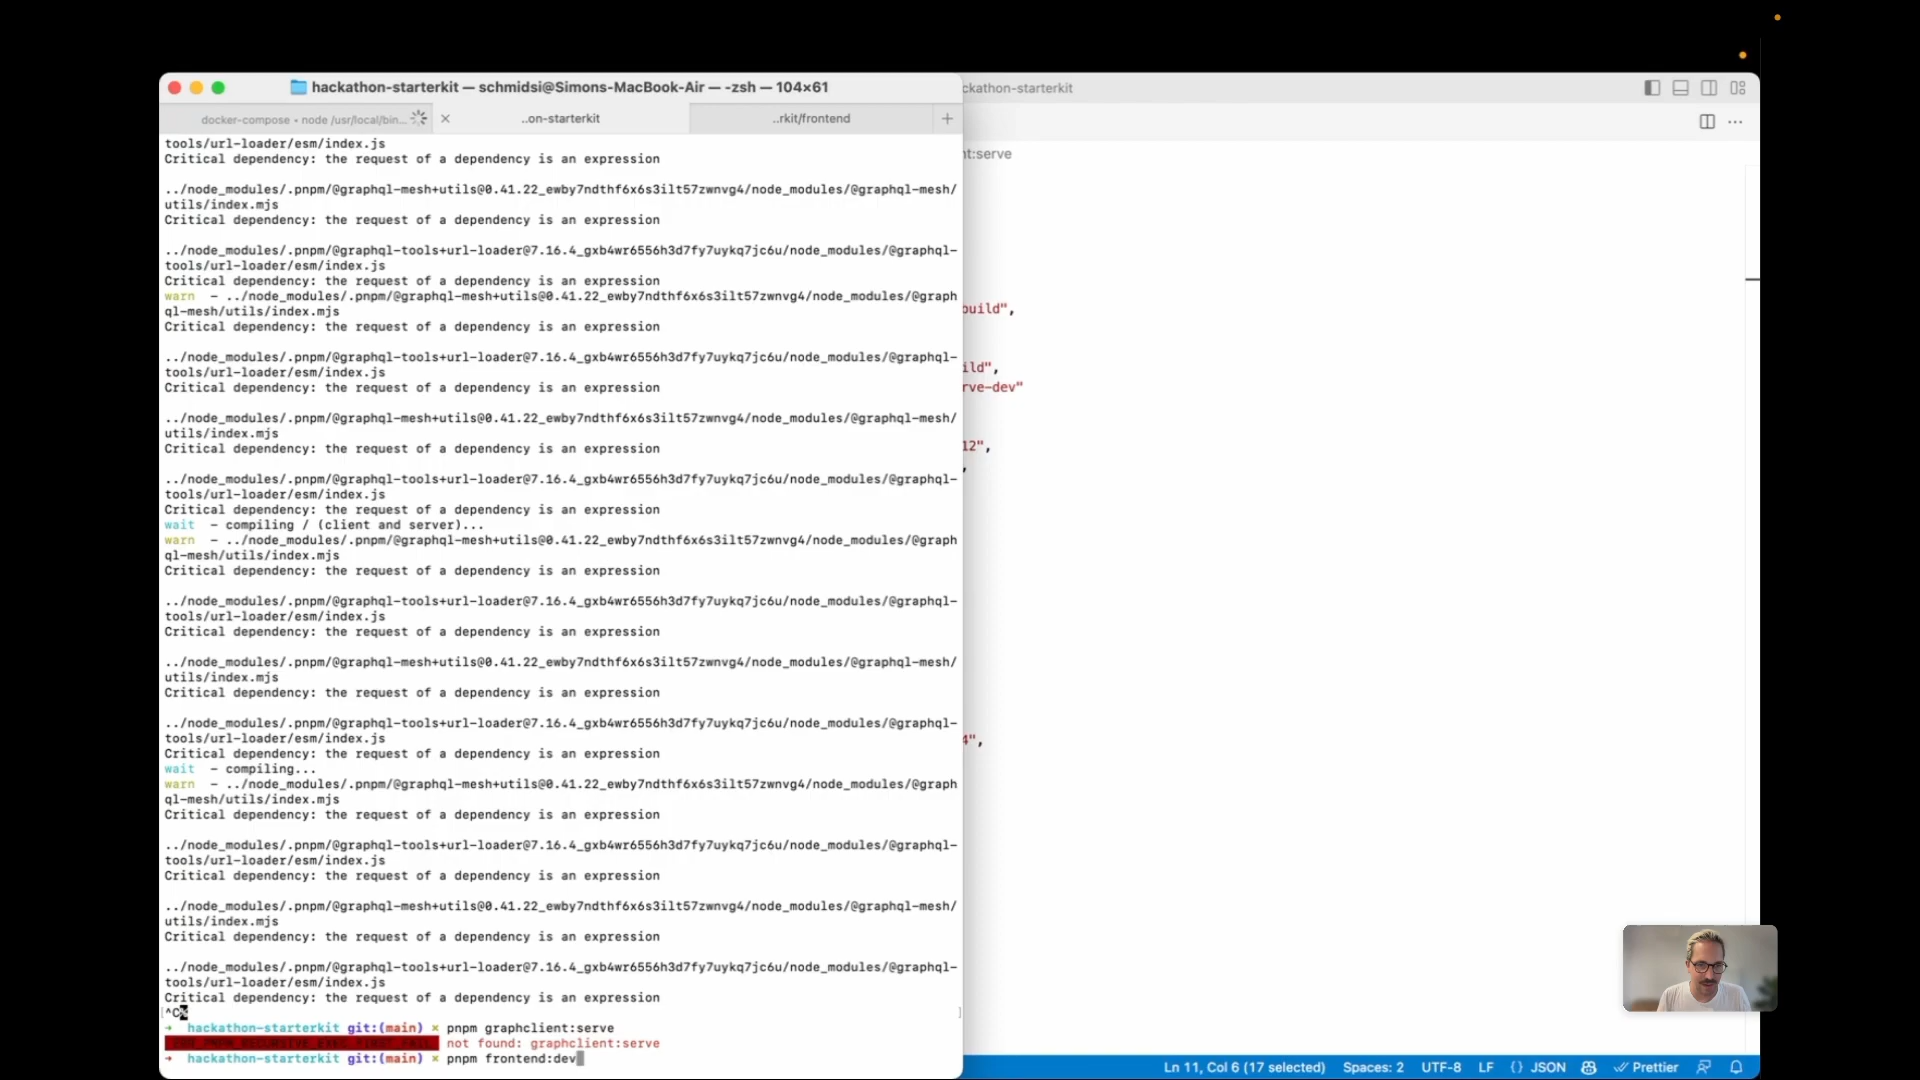 hackathon-starterkit — schmidsi@Simons-MacBook-Air — -zsh — 104×61
ckathon-starterkit
docker-compose • node /usr/local/bin...
..on-starterkit
..rkit/frontend
nt:serve
tools/url-loader/esm/index.js
Critical dependency: the request of a dependency is an expression
../node_modules/.pnpm/@graphql-mesh+utils@0.41.22_ewby7ndthf6x6s3ilt57zwnvg4/node_modules/@graphql-mesh/
utils/index.mjs
Critical dependency: the request of a dependency is an expression
../node_modules/.pnpm/@graphql-tools+url-loader@7.16.4_gxb4wr6556h3d7fy7uykq7jc6u/node_modules/@graphql-
tools/url-loader/esm/index.js
Critical dependency: the request of a dependency is an expression
warn  - ../node_modules/.pnpm/@graphql-mesh+utils@0.41.22_ewby7ndthf6x6s3ilt57zwnvg4/node_modules/@graph
ql-mesh/utils/index.mjs
Critical dependency: the request of a dependency is an expression
../node_modules/.pnpm/@graphql-tools+url-loader@7.16.4_gxb4wr6556h3d7fy7uykq7jc6u/node_modules/@graphql-
tools/url-loader/esm/index.js
Critical dependency: the request of a dependency is an expression
../node_modules/.pnpm/@graphql-mesh+utils@0.41.22_ewby7ndthf6x6s3ilt57zwnvg4/node_modules/@graphql-mesh/
utils/index.mjs
Critical dependency: the request of a dependency is an expression
../node_modules/.pnpm/@graphql-tools+url-loader@7.16.4_gxb4wr6556h3d7fy7uykq7jc6u/node_modules/@graphql-
tools/url-loader/esm/index.js
Critical dependency: the request of a dependency is an expression
wait  - compiling / (client and server)...
warn  - ../node_modules/.pnpm/@graphql-mesh+utils@0.41.22_ewby7ndthf6x6s3ilt57zwnvg4/node_modules/@graph
ql-mesh/utils/index.mjs
Critical dependency: the request of a dependency is an expression
../node_modules/.pnpm/@graphql-tools+url-loader@7.16.4_gxb4wr6556h3d7fy7uykq7jc6u/node_modules/@graphql-
tools/url-loader/esm/index.js
Critical dependency: the request of a dependency is an expression
../node_modules/.pnpm/@graphql-mesh+utils@0.41.22_ewby7ndthf6x6s3ilt57zwnvg4/node_modules/@graphql-mesh/
utils/index.mjs
Critical dependency: the request of a dependency is an expression
../node_modules/.pnpm/@graphql-tools+url-loader@7.16.4_gxb4wr6556h3d7fy7uykq7jc6u/node_modules/@graphql-
tools/url-loader/esm/index.js
Critical dependency: the request of a dependency is an expression
wait  - compiling...
warn  - ../node_modules/.pnpm/@graphql-mesh+utils@0.41.22_ewby7ndthf6x6s3ilt57zwnvg4/node_modules/@graph
ql-mesh/utils/index.mjs
Critical dependency: the request of a dependency is an expression
../node_modules/.pnpm/@graphql-tools+url-loader@7.16.4_gxb4wr6556h3d7fy7uykq7jc6u/node_modules/@graphql-
tools/url-loader/esm/index.js
Critical dependency: the request of a dependency is an expression
../node_modules/.pnpm/@graphql-mesh+utils@0.41.22_ewby7ndthf6x6s3ilt57zwnvg4/node_modules/@graphql-mesh/
utils/index.mjs
Critical dependency: the request of a dependency is an expression
../node_modules/.pnpm/@graphql-tools+url-loader@7.16.4_gxb4wr6556h3d7fy7uykq7jc6u/node_modules/@graphql-
tools/url-loader/esm/index.js
Critical dependency: the request of a dependency is an expression
[^C%
]
→ hackathon-starterkit git:(main) × pnpm graphclient:serve
ERR_PNPM_RECURSIVE_EXEC_FIRST_FAIL not found: graphclient:serve
→ hackathon-starterkit git:(main) × pnpm frontend:dev
build",
ild",
rve-dev"
12",
,
4",
Ln 11, Col 6 (17 selected)
Spaces: 2
UTF-8
LF
{} JSON
Prettier